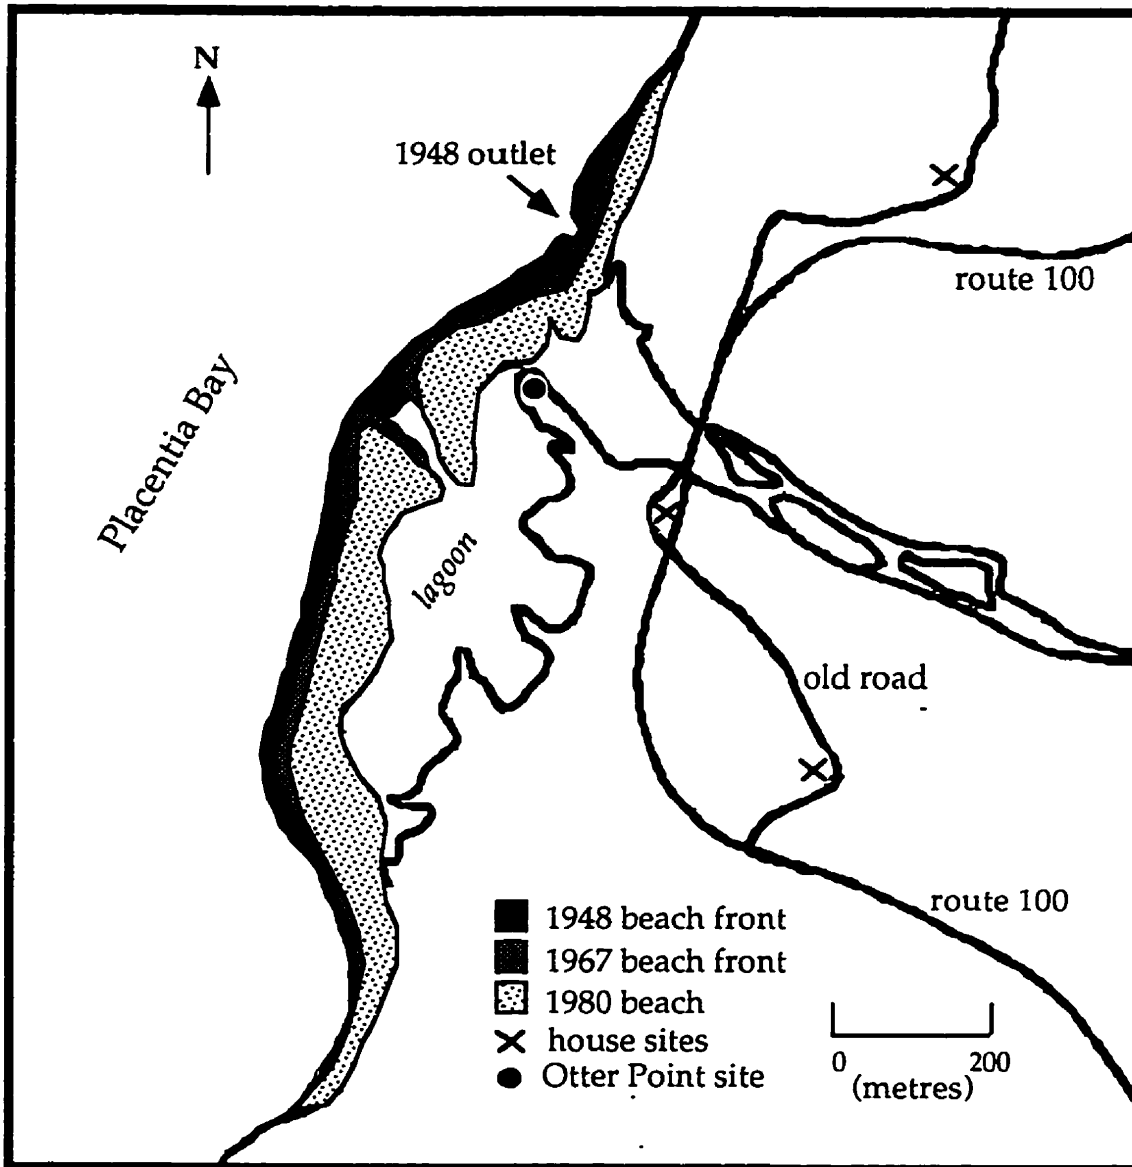 N
1948 outlet
route 100
Placentia Bay
lagoon
old road
route 100
1948 beach front
1967 beach front
1980 beach
house sites
Otter Point site
0 200
(metres)